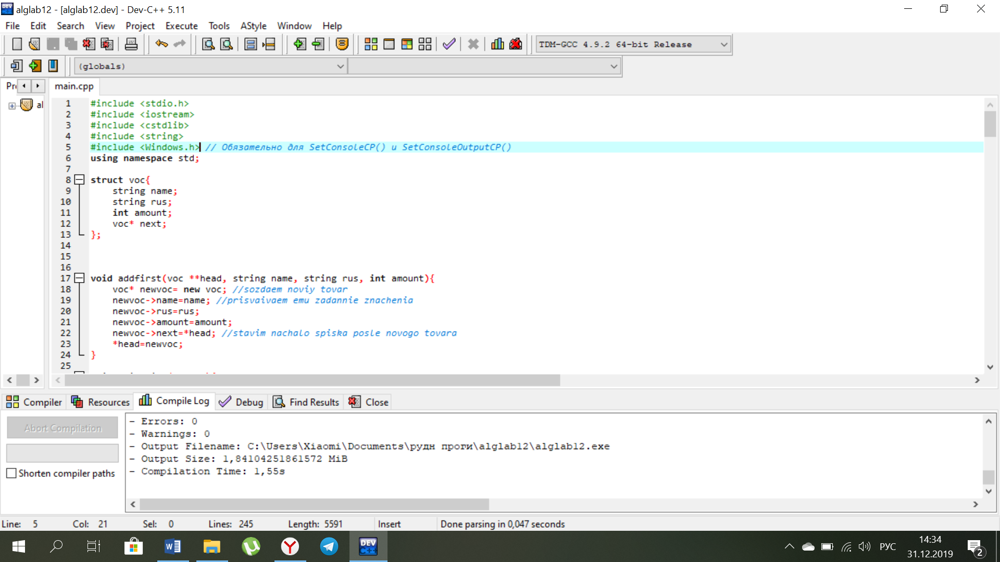 alglab12 - [alglab12.dev] - Dev-C++ 5.11
File Edit Search View Project Execute Tools AStyle Window Help
TDM-GCC 4.9.2 64-bit Release
(globals)
main.cpp
1 #include <stdio.h>
2 #include <iostream>
3 #include <cstdlib>
4 #include <string>
5 #include <Windows.h> // Обязательно для SetConsoleCP() и SetConsoleOutputCP()
6 using namespace std;
7
8 struct voc{
9 string name;
10 string rus;
11 int amount;
12 voc* next;
13 };
14
15
16
17 void addfirst(voc **head, string name, string rus, int amount){
18 voc* newvoc= new voc; //sozdaem noviy tovar
19 newvoc->name=name; //prisvaivaem emu zadannie znachenia
20 newvoc->rus=rus;
21 newvoc->amount=amount;
22 newvoc->next=*head; //stavim nachalo spiska posle novogo tovara
23 *head=newvoc;
24 }
25
Compiler Resources Compile Log Debug Find Results Close
Abort Compilation
Shorten compiler paths
- Errors: 0
- Warnings: 0
- Output Filename: C:\Users\Xiaomi\Documents\рудн проги\alglab12\alglab12.exe
- Output Size: 1,84104251861572 MiB
- Compilation Time: 1,55s
Line: 5 Col: 21 Sel: 0 Lines: 245 Length: 5591 Insert Done parsing in 0,047 seconds
DEV C++
РУС
14:34
31.12.2019
2